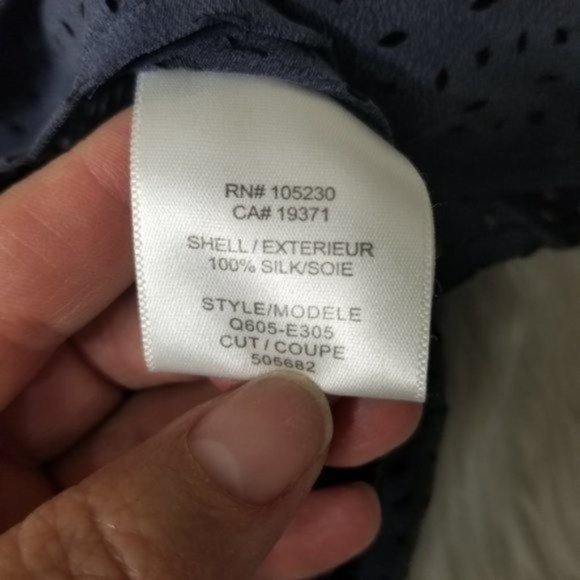 RN# 105230
CA# 19371
SHELL / EXTERIEUR
100% SILK/SOIE
STYLE/MODELE
Q605-E305
CUT / COUPE
505682